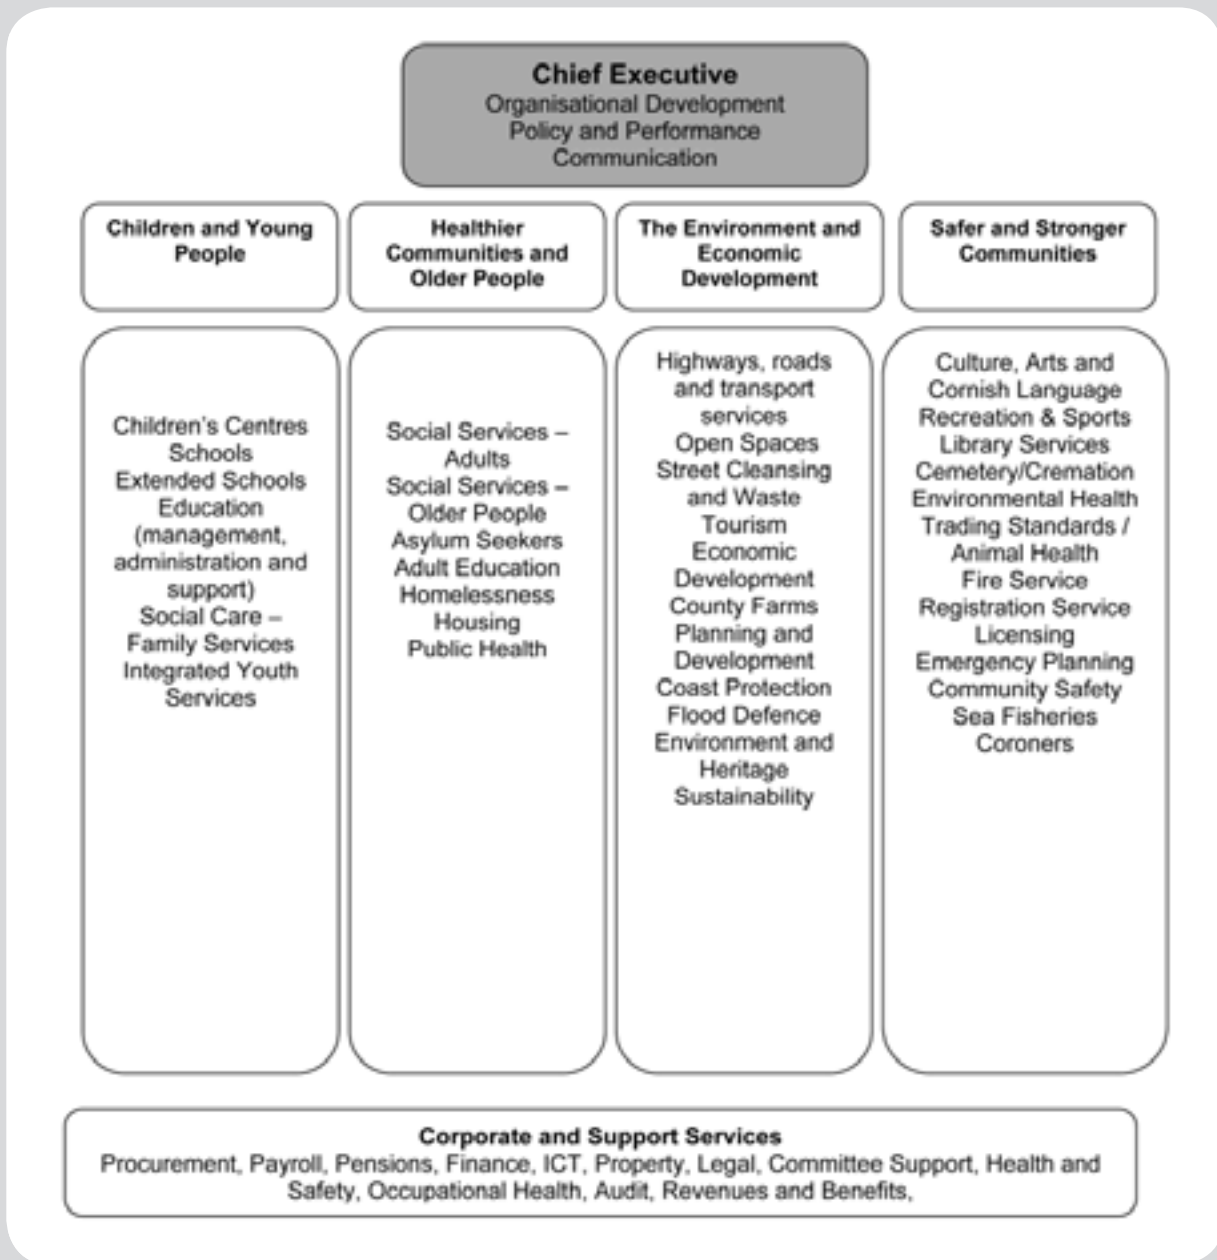 Chief Executive
Organisational Development
Policy and Performance
Communication
Children and Young
People
Healthier
Communities and
Older People
The Environment and
Economic
Development
Safer and Stronger
Communities
Children’s Centres
Schools
Extended Schools
Education
(management,
administration and
support)
Social Care –
Family Services
Integrated Youth
Services
Social Services –
Adults
Social Services –
Older People
Asylum Seekers
Adult Education
Homelessness
Housing
Public Health
Highways, roads
and transport
services
Open Spaces
Street Cleansing
and Waste
Tourism
Economic
Development
County Farms
Planning and
Development
Coast Protection
Flood Defence
Environment and
Heritage
Sustainability
Culture, Arts and
Cornish Language
Recreation & Sports
Library Services
Cemetery/Cremation
Environmental Health
Trading Standards /
Animal Health
Fire Service
Registration Service
Licensing
Emergency Planning
Community Safety
Sea Fisheries
Coroners
Corporate and Support Services
Procurement, Payroll, Pensions, Finance, ICT, Property, Legal, Committee Support, Health and
Safety, Occupational Health, Audit, Revenues and Benefits,